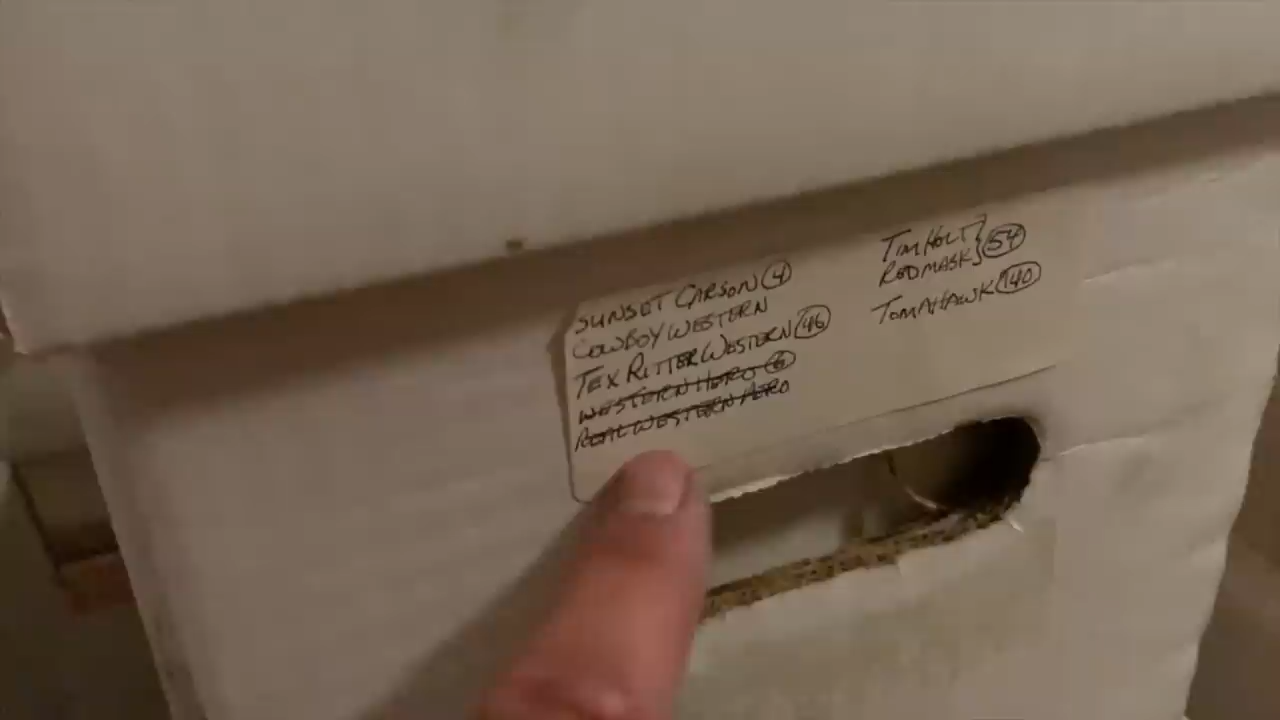 SUNSET CARSON 4
COWBOY WESTERN
TEX RITTER WESTERN 46
WESTERN HERO 6
REAL WESTERN HERO
TIM HOLT } 54
REDMASK
TOMAHAWK 140